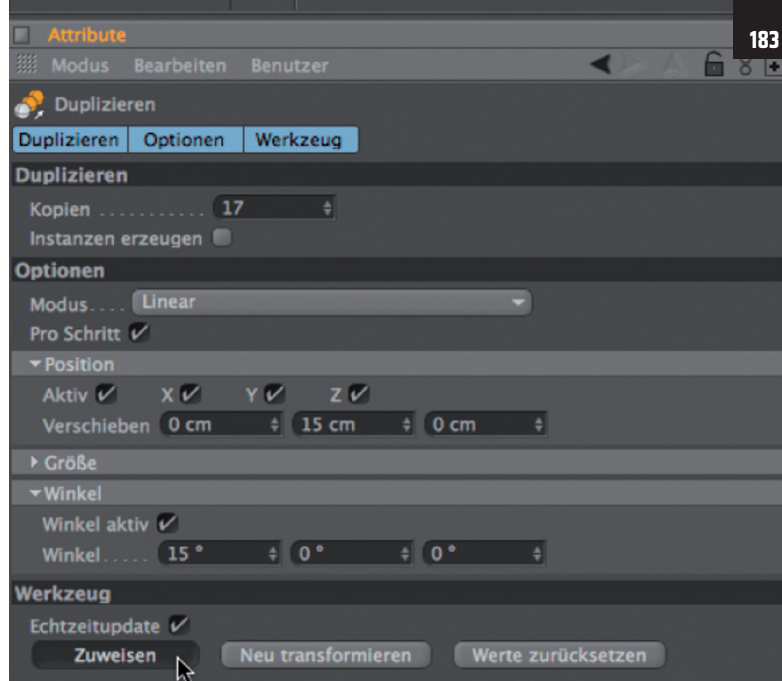 183
Attribute
Modus Bearbeiten Benutzer
Duplizieren
Duplizieren Optionen Werkzeug
Duplizieren
Kopien ........... 17
Instanzen erzeugen
Optionen
Modus.... Linear
Pro Schritt
Position
Aktiv X Y Z
Verschieben 0 cm 15 cm 0 cm
Größe
Winkel
Winkel aktiv
Winkel..... 15 ° 0 ° 0 °
Werkzeug
Echtzeitupdate
Zuweisen Neu transformieren Werte zurücksetzen